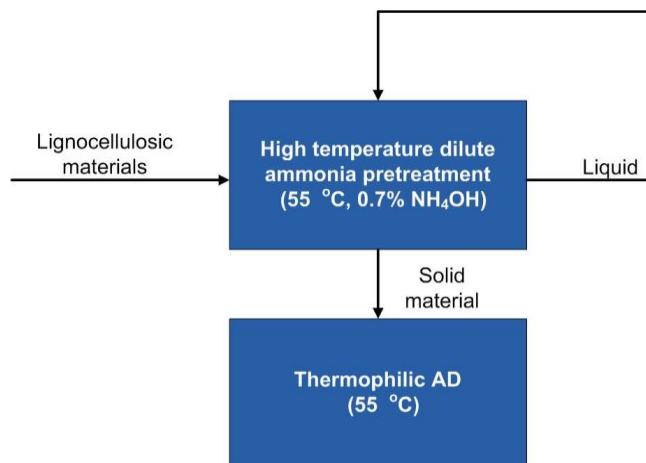 Lignocellulosic
materials
High temperature dilute
ammonia pretreatment
(55 °C, 0.7% NH₄OH)
Liquid
Solid
material
Thermophilic AD
(55 °C)